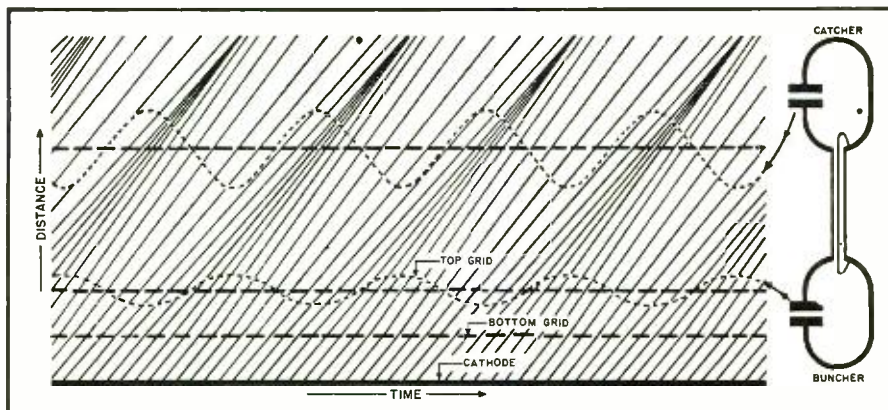 CATCHER
DISTANCE
TOP GRID
BOTTOM GRID
CATHODE
TIME
BUNCHER